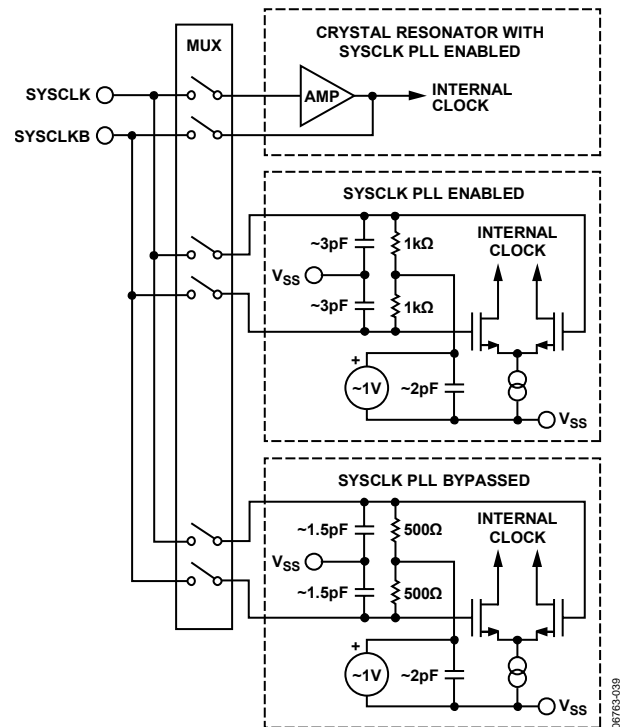 MUX
CRYSTAL RESONATOR WITH
SYSCLK PLL ENABLED
SYSCLK
SYSCLKB
AMP
INTERNAL
CLOCK
SYSCLK PLL ENABLED
~3pF
1kΩ
INTERNAL
CLOCK
VSS
~3pF
1kΩ
+
~1V
~2pF
VSS
SYSCLK PLL BYPASSED
~1.5pF
500Ω
INTERNAL
CLOCK
VSS
~1.5pF
500Ω
+
~1V
~2pF
VSS
06763-039